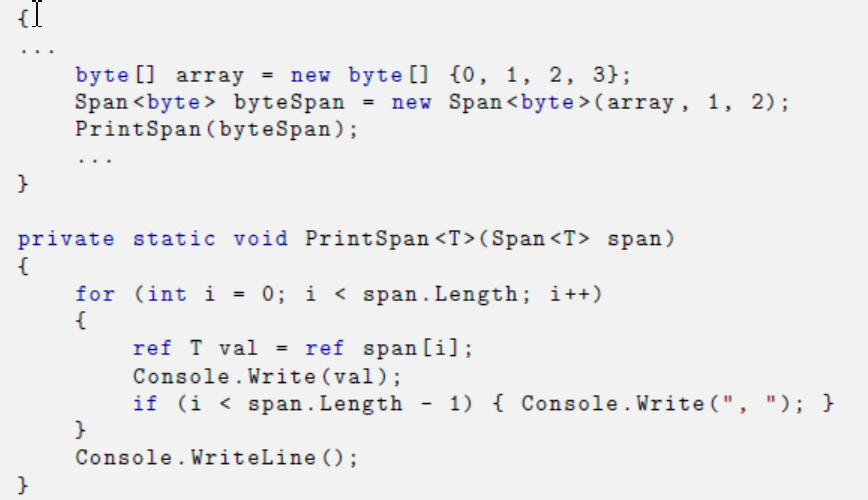 {
...
    byte[] array = new byte[] {0, 1, 2, 3};
    Span<byte> byteSpan = new Span<byte>(array, 1, 2);
    PrintSpan(byteSpan);
    ...
}

private static void PrintSpan<T>(Span<T> span)
{
    for (int i = 0; i < span.Length; i++)
    {
        ref T val = ref span[i];
        Console.Write(val);
        if (i < span.Length - 1) { Console.Write(", "); }
    }
    Console.WriteLine();
}